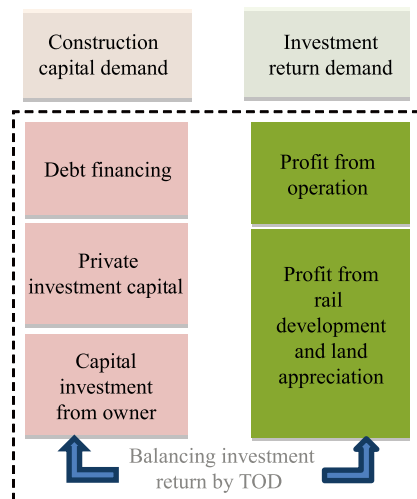 Construction
capital demand
Investment
return demand
Debt financing
Profit from
operation
Private
investment capital
Profit from
rail
development
and land
appreciation
Capital
investment
from owner
Balancing investment
return by TOD